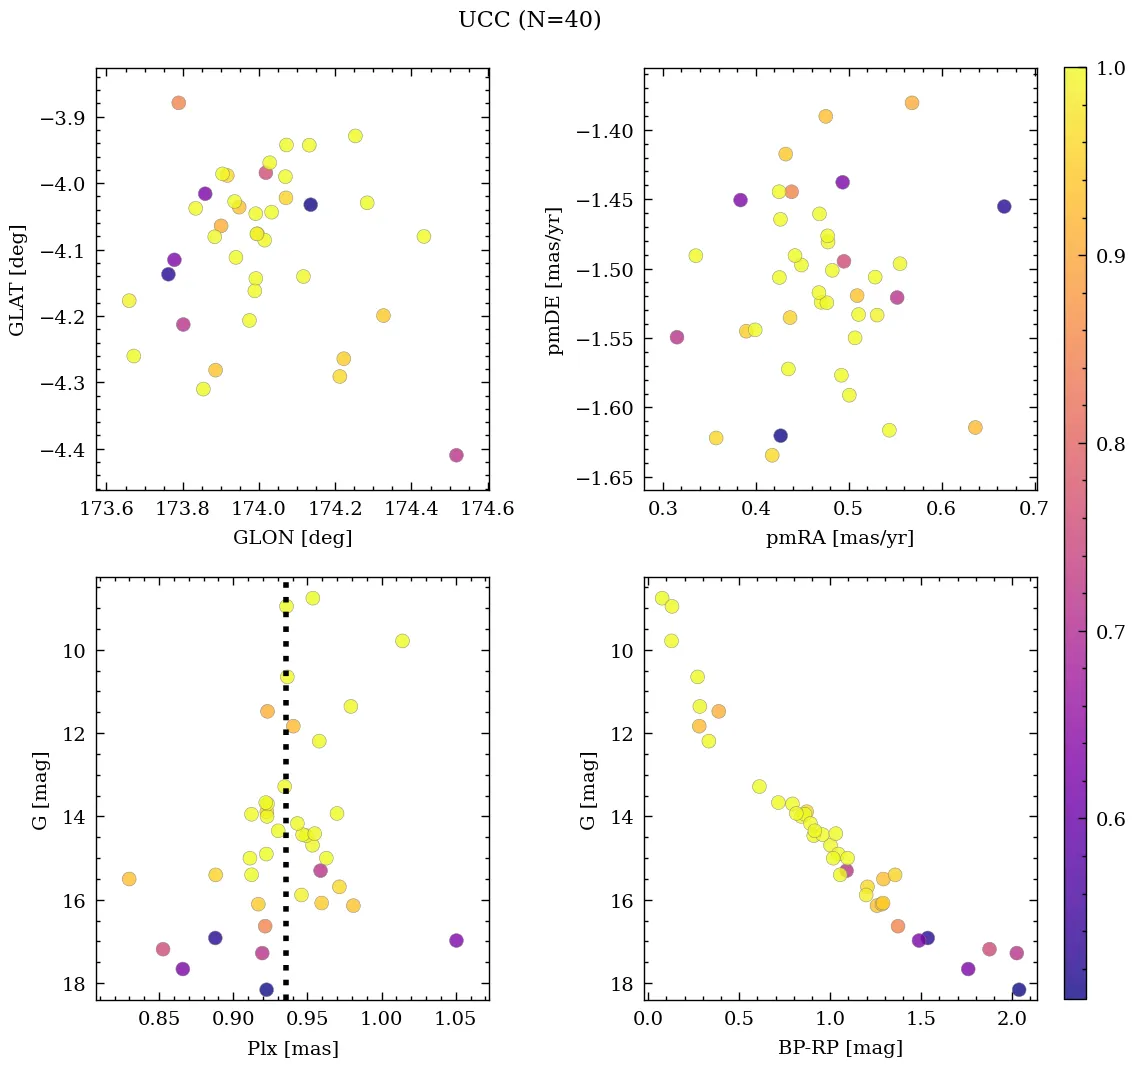 UCC (N=40)
−3.9
−4.0
−4.1
−4.2
−4.3
−4.4
GLAT [deg]
173.6 173.8 174.0 174.2 174.4 174.6
GLON [deg]
−1.40
−1.45
−1.50
−1.55
−1.60
−1.65
pmDE [mas/yr]
0.3 0.4 0.5 0.6 0.7
pmRA [mas/yr]
10
12
14
16
18
G [mag]
0.85 0.90 0.95 1.00 1.05
Plx [mas]
10
12
14
16
18
G [mag]
0.0 0.5 1.0 1.5 2.0
BP-RP [mag]
1.0
0.9
0.8
0.7
0.6